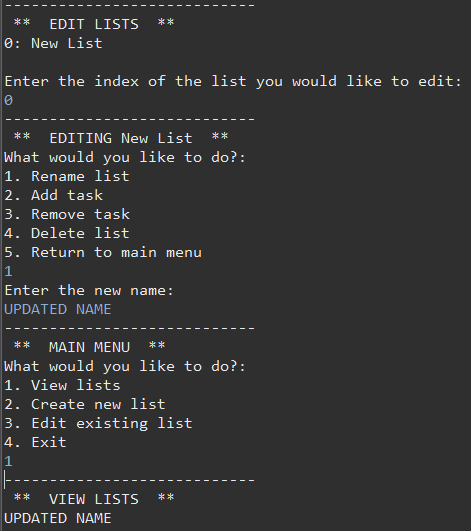 ----------------------------
 **  EDIT LISTS  **
0: New List

Enter the index of the list you would like to edit:
0
----------------------------
 **  EDITING New List  **
What would you like to do?:
1. Rename list
2. Add task
3. Remove task
4. Delete list
5. Return to main menu
1
Enter the new name:
UPDATED NAME
----------------------------
 **  MAIN MENU  **
What would you like to do?:
1. View lists
2. Create new list
3. Edit existing list
4. Exit
1
----------------------------
 **  VIEW LISTS  **
UPDATED NAME